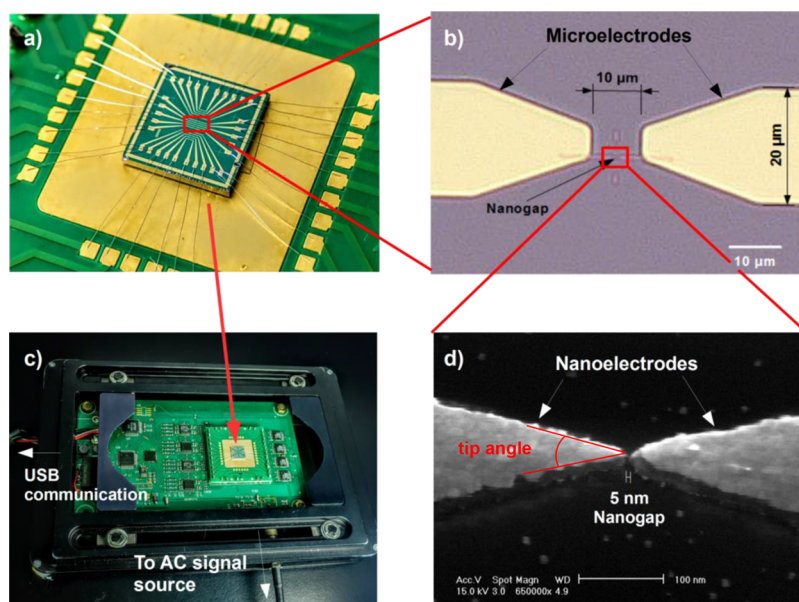 a)
b)
Microelectrodes
10 µm
20 µm
Nanogap
10 µm
c)
USB
communication
To AC signal
source
d)
Nanoelectrodes
tip angle
5 nm
Nanogap
Acc.V Spot Magn WD
15.0 kV 3.0 650000x 4.9
100 nm